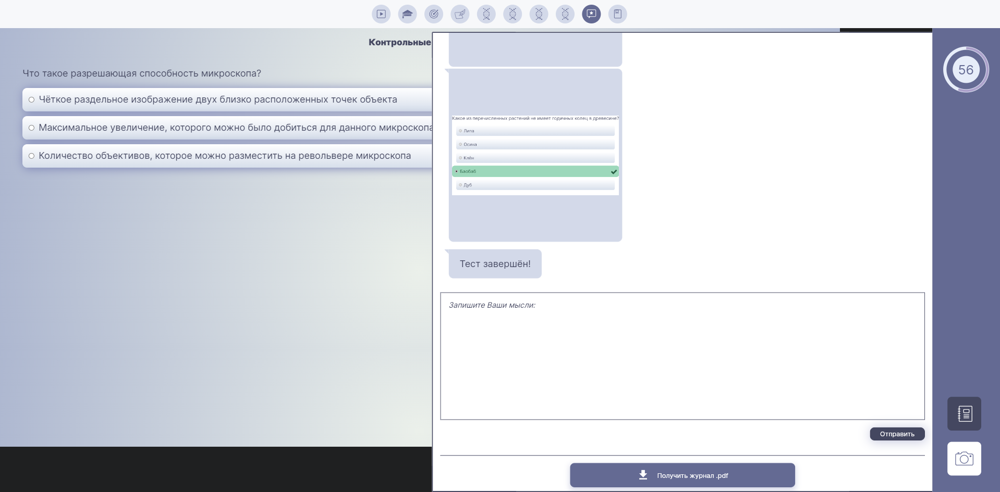 Контрольные
Что такое разрешающая способность микроскопа?
Чёткое раздельное изображение двух близко расположенных точек объекта
Максимальное увеличение, которого можно было добиться для данного микроскопа
Количество объективов, которое можно разместить на револьвере микроскопа
Какое из перечисленных растений не имеет годичных колец в древесине?
Липа
Осина
Клён
Баобаб
Дуб
Тест завершён!
Запишите Ваши мысли:
Отправить
Получить журнал .pdf
56